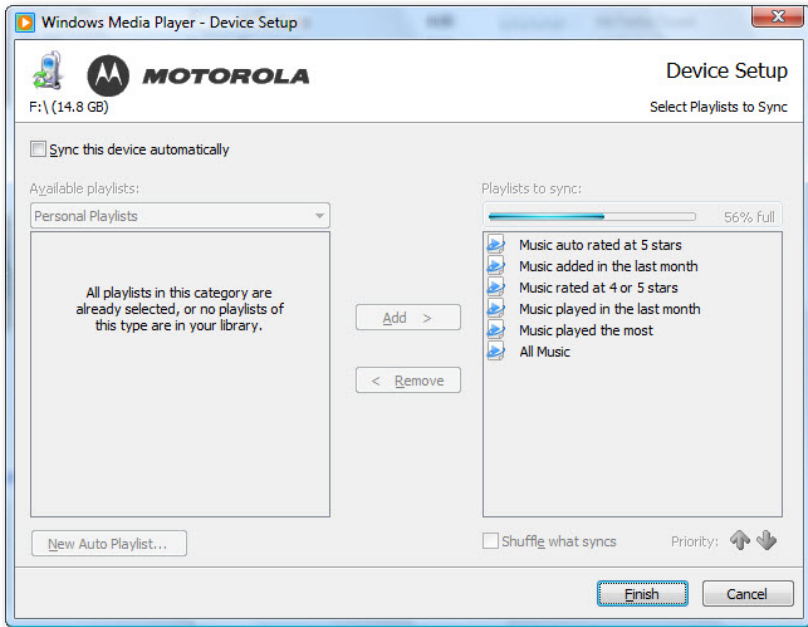 Windows Media Player - Device Setup
MOTOROLA
Device Setup
F:\ (14.8 GB)
Select Playlists to Sync
Sync this device automatically
Available playlists:
Personal Playlists
All playlists in this category are
already selected, or no playlists of
this type are in your library.
New Auto Playlist...
Add >
< Remove
Playlists to sync:
56% full
Music auto rated at 5 stars
Music added in the last month
Music rated at 4 or 5 stars
Music played in the last month
Music played the most
All Music
Shuffle what syncs
Priority:
Finish
Cancel